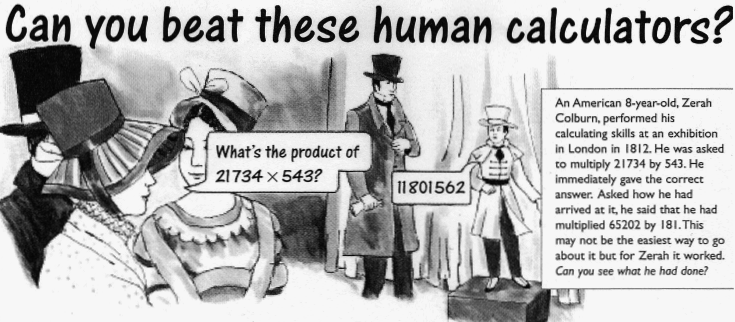 Can you beat these human calculators?
What's the product of
21734 × 543?
11801562
An American 8-year-old, Zerah
Colburn, performed his
calculating skills at an exhibition
in London in 1812. He was asked
to multiply 21734 by 543. He
immediately gave the correct
answer. Asked how he had
arrived at it, he said that he had
multiplied 65202 by 181. This
may not be the easiest way to go
about it but for Zerah it worked.
Can you see what he had done?